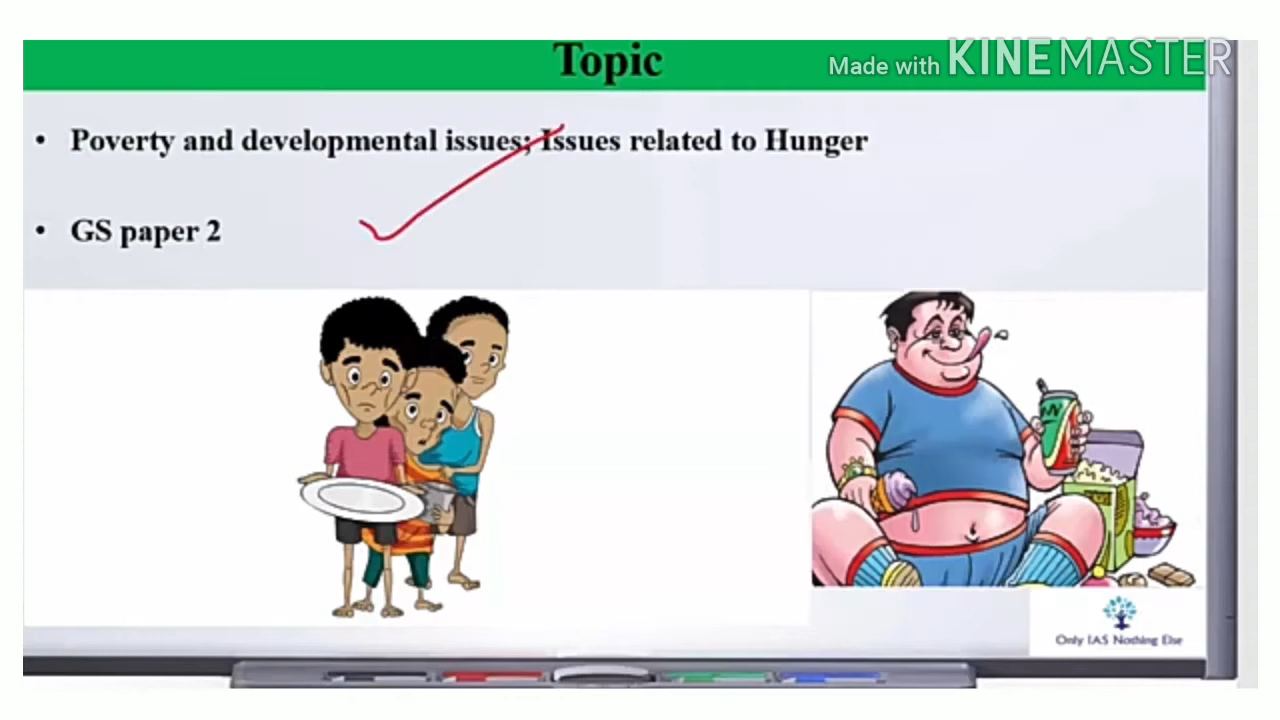 Topic
Made with KINEMASTER
• Poverty and developmental issues; Issues related to Hunger
• GS paper 2
Only IAS Nothing Else